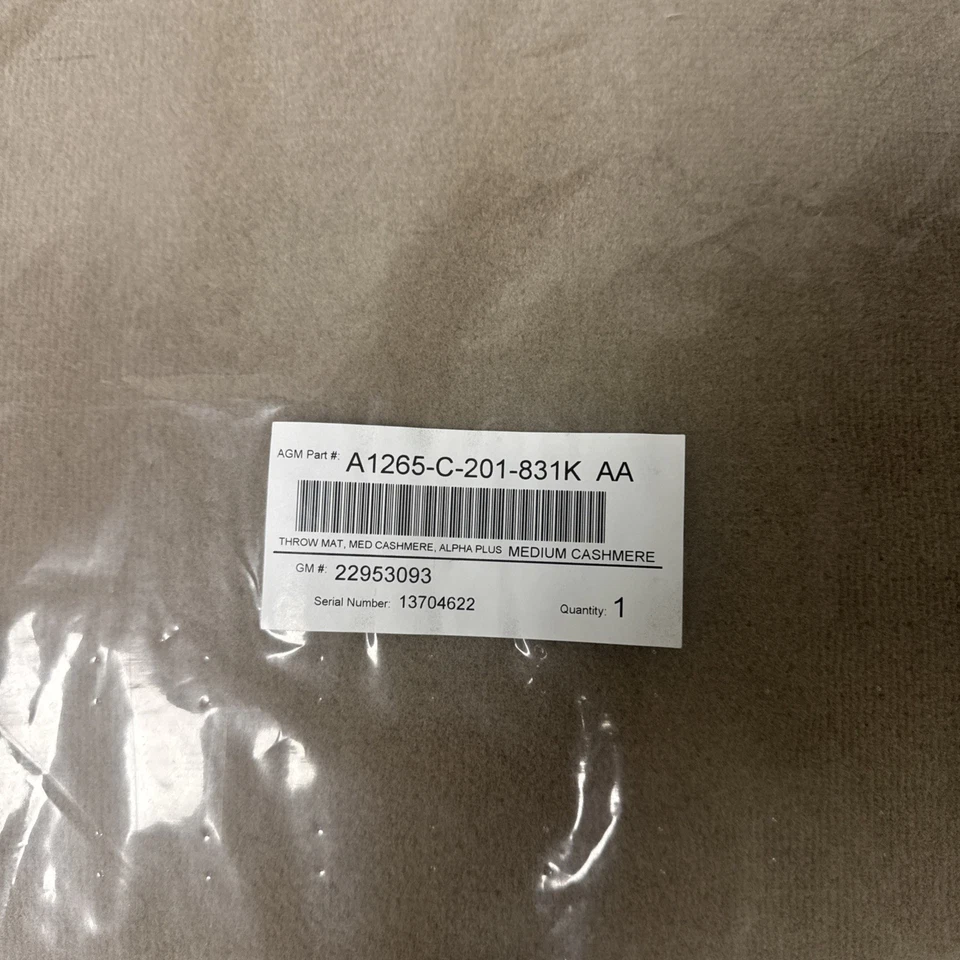 AGM Part #: A1265-C-201-831K AA
THROW MAT, MED CASHMERE, ALPHA PLUS MEDIUM CASHMERE
GM #: 22953093
Serial Number: 13704622 Quantity: 1